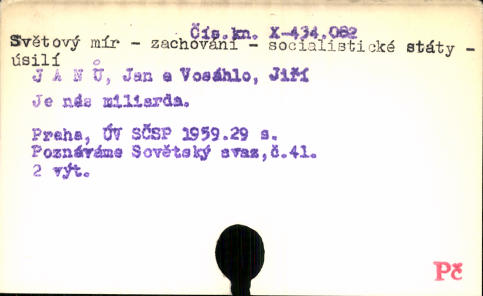 Čís.kn. X-434.082
Světový mír - zachování - socialistické státy -
úsilí
J A N Ů, Jan a Vosáhlo, Jiří
Je nás miliarda.
Praha, ÚV SČSP 1959.29 s.
Poznáváme Sovětský svaz,č.41.
2 výt.
Pč